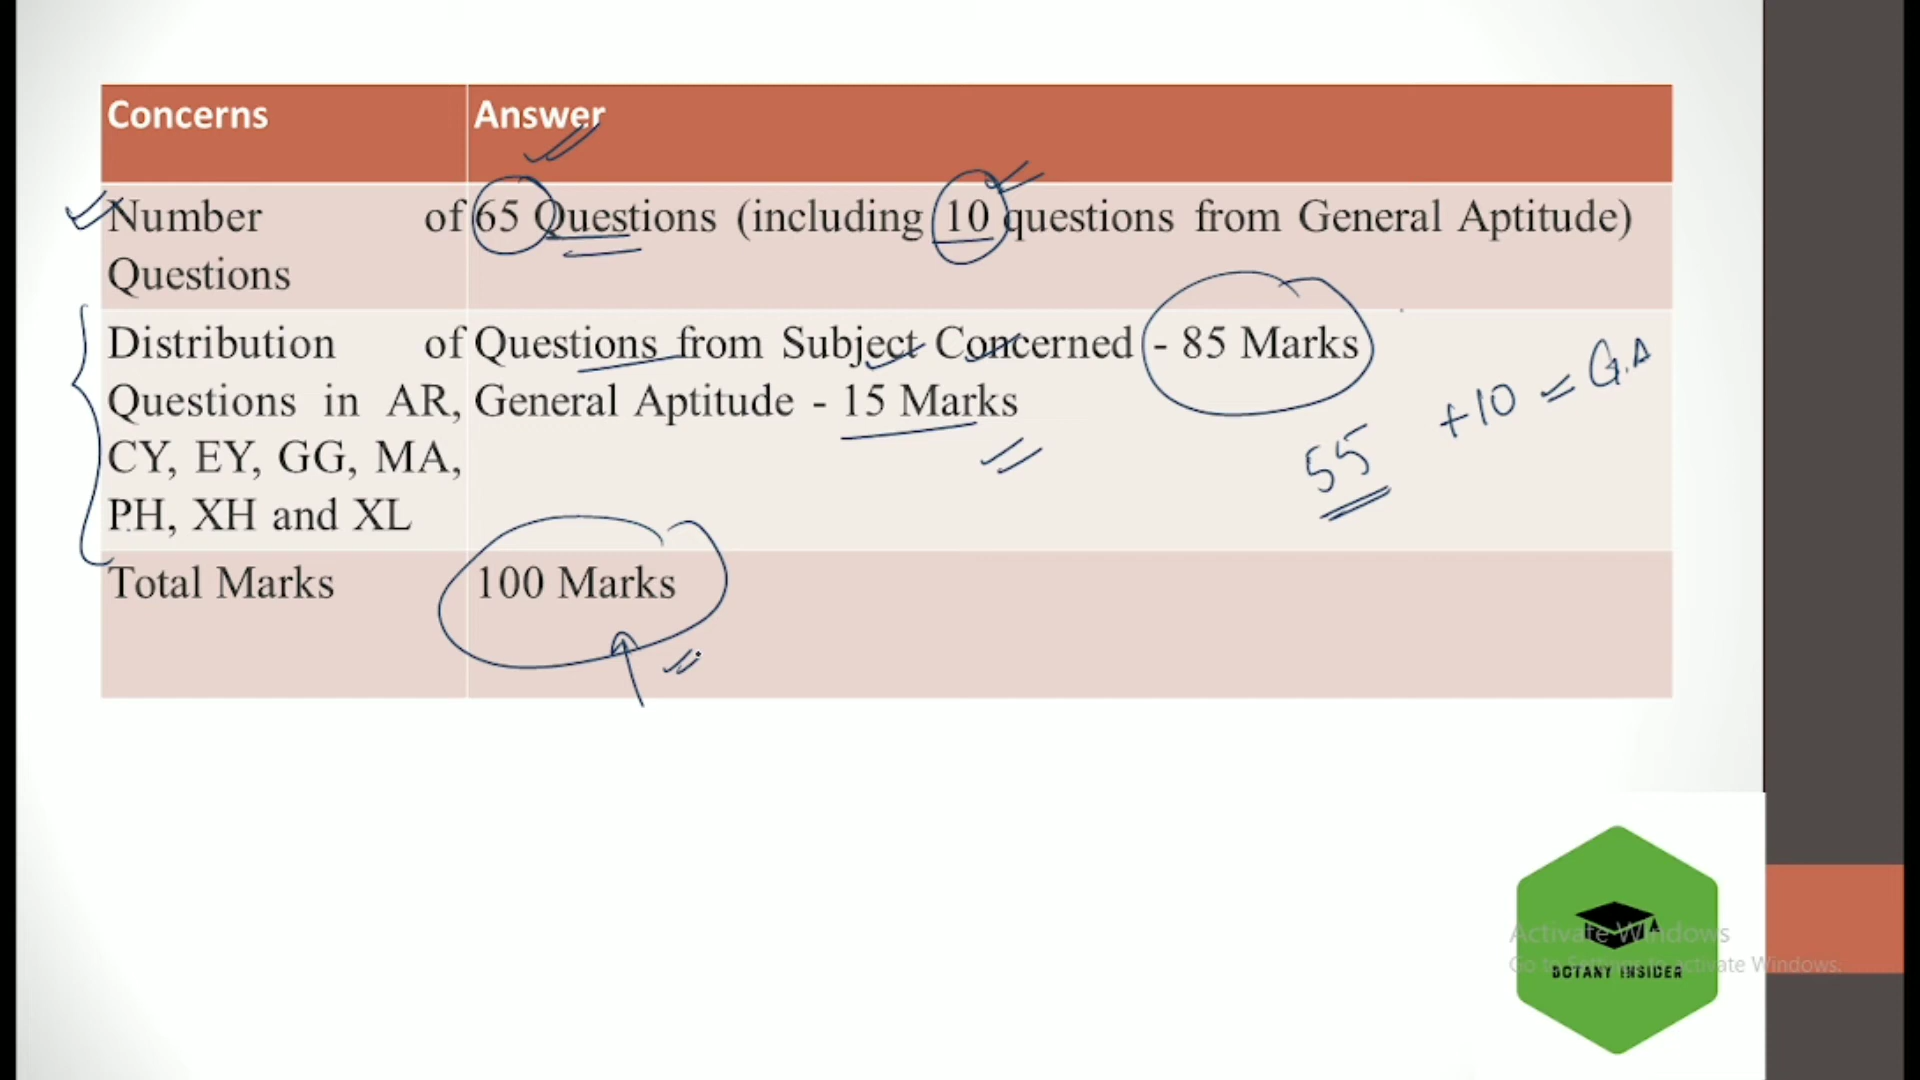 Concerns
Answer
Number of
Questions
65 Questions (including 10 questions from General Aptitude)
Distribution of
Questions in AR,
CY, EY, GG, MA,
PH, XH and XL
Questions from Subject Concerned - 85 Marks
General Aptitude - 15 Marks
55 +10 = G.A
Total Marks
100 Marks
Activate Windows
Go to Settings to activate Windows.
BOTANY INSIDER